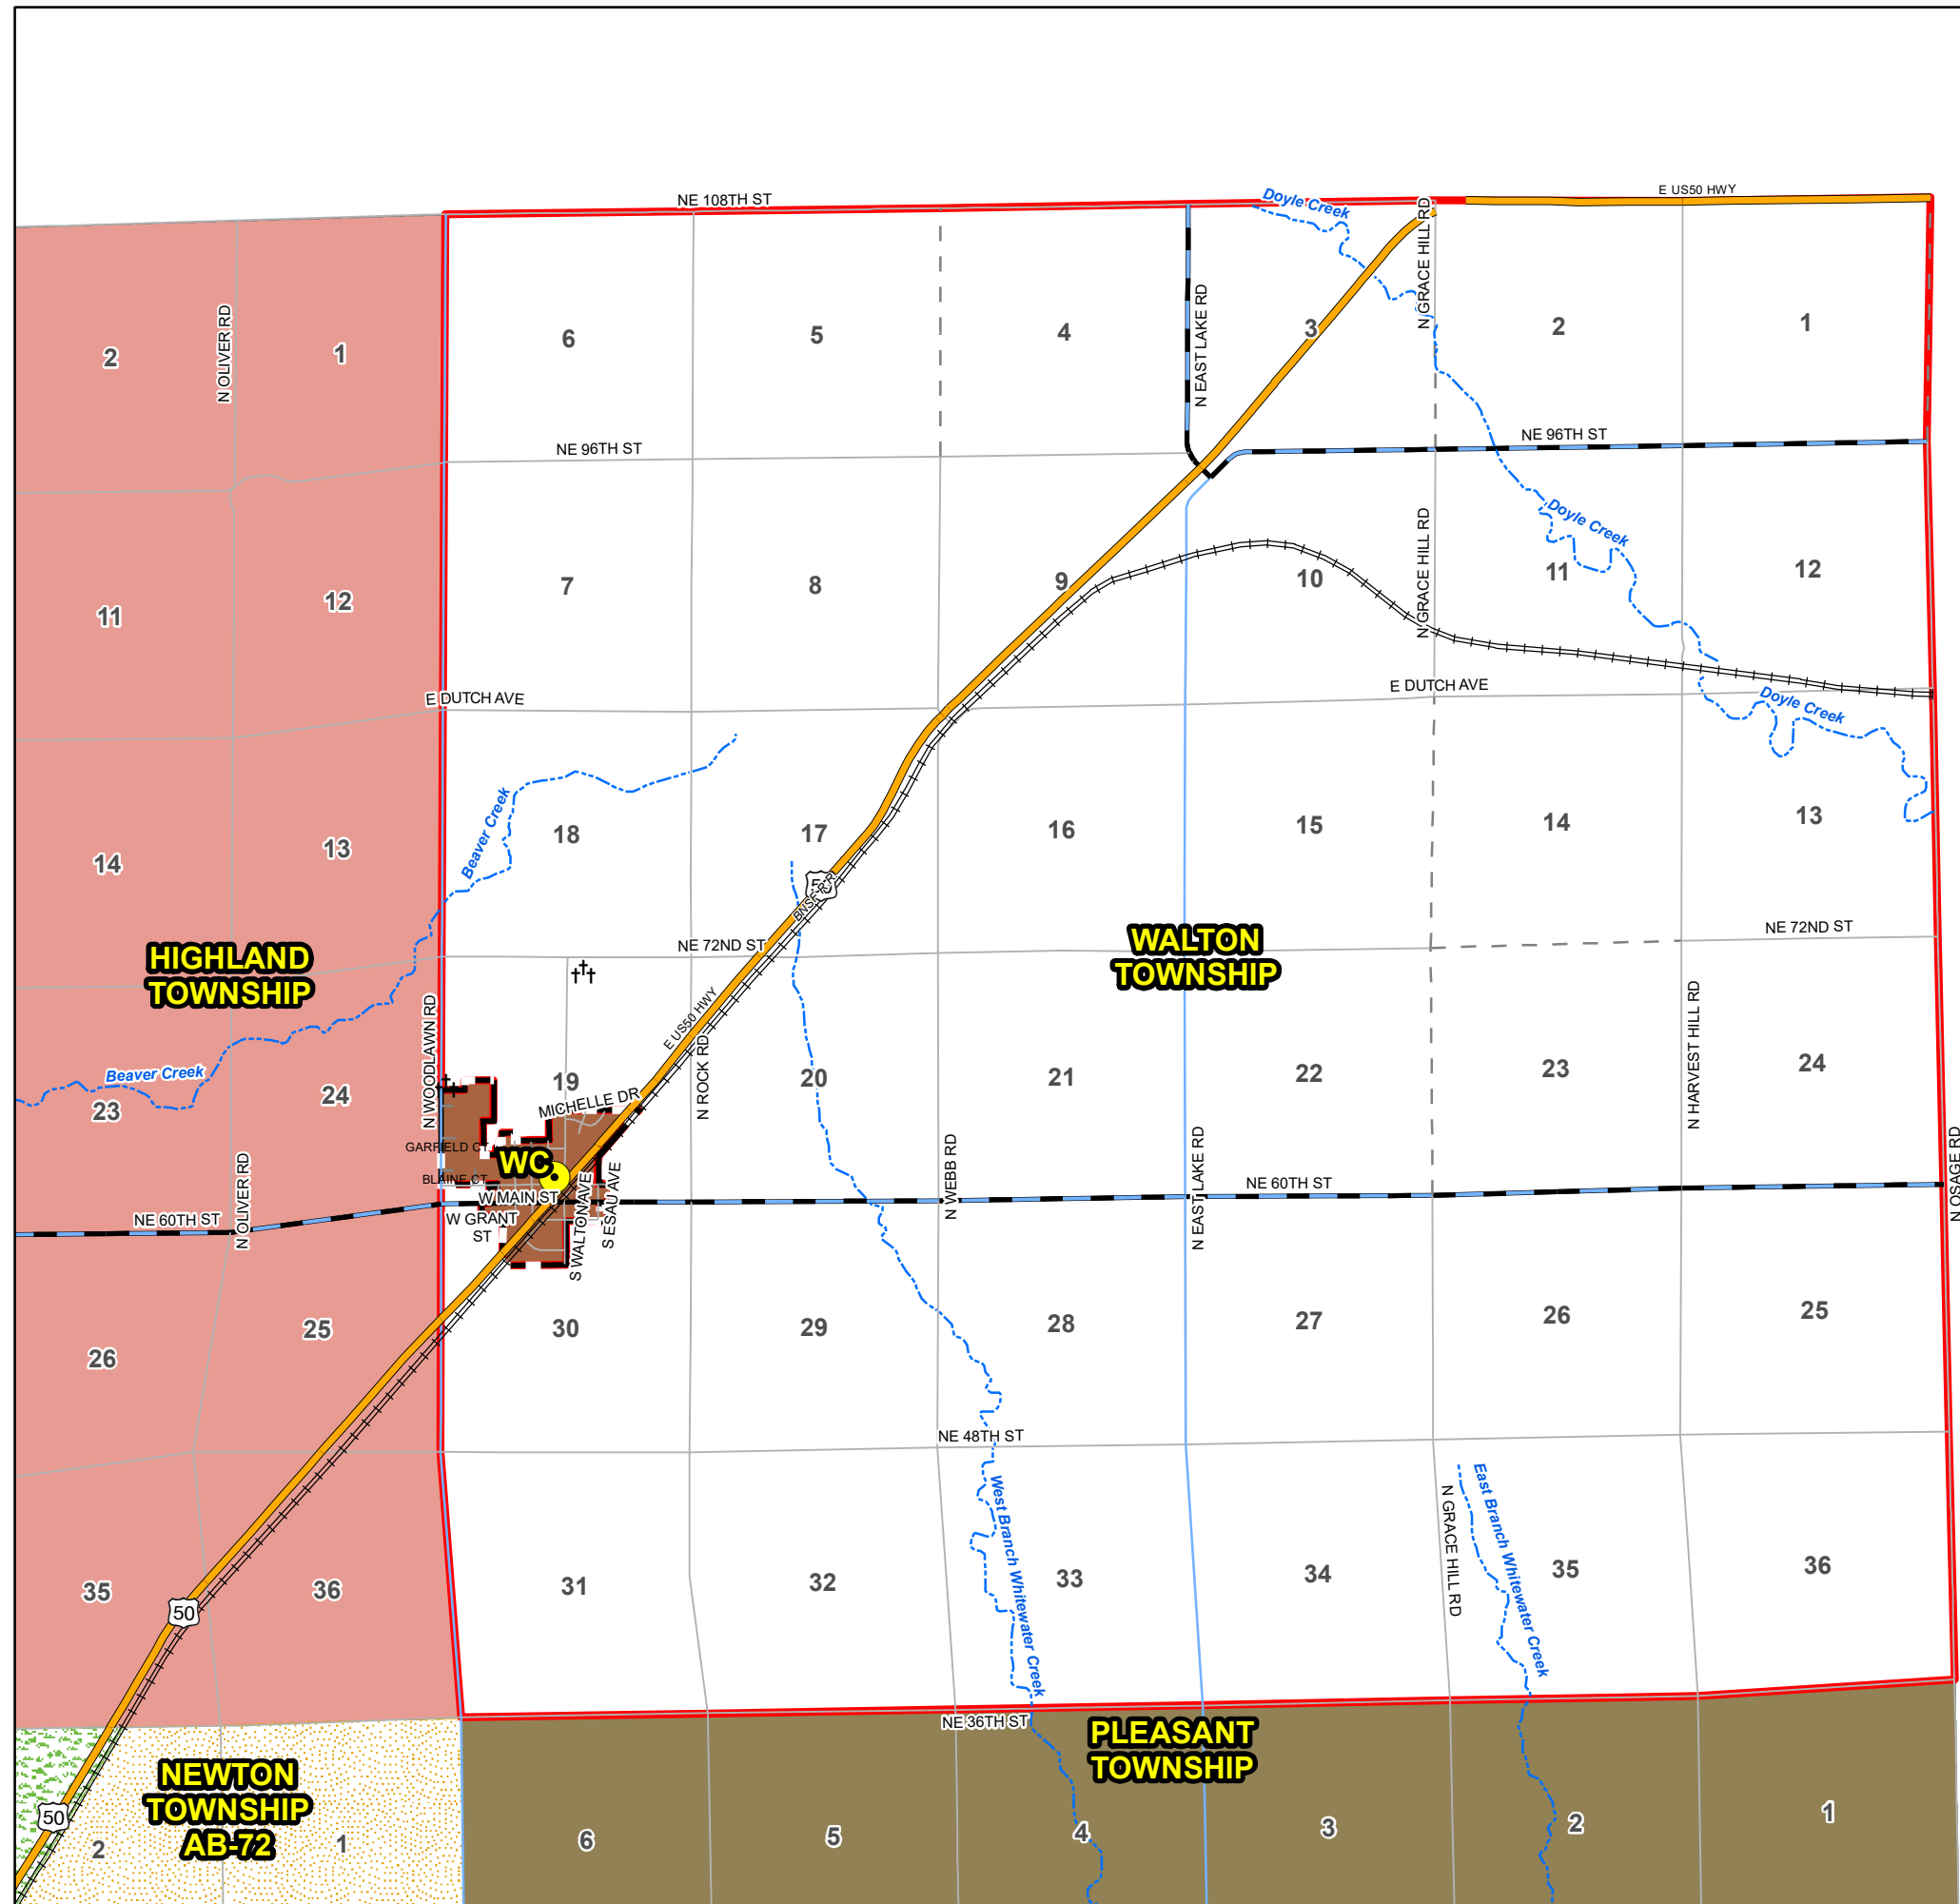 NE 108TH ST
E US50 HWY
Doyle Creek
N OLIVER RD
N EAST LAKE RD
N GRACE HILL RD
2
1
6
5
4
3
2
1
NE 96TH ST
NE 96TH ST
Doyle Creek
N GRACE HILL RD
11
12
7
8
9
10
11
12
E DUTCH AVE
E DUTCH AVE
Doyle Creek
Beaver Creek
14
13
18
17
16
15
14
13
BNSF R.R.
HIGHLAND
TOWNSHIP
NE 72ND ST
WALTON
TOWNSHIP
NE 72ND ST
N WOODLAWN RD
E US50 HWY
N ROCK RD
N HARVEST HILL RD
Beaver Creek
23
24
19
20
21
22
23
24
MICHELLE DR
GARFIELD CT
WC
BLAINE CT
W MAIN ST
N OLIVER RD
NE 60TH ST
W GRANT
ST
S WALTON AVE
S ESAU AVE
N WEBB RD
N EAST LAKE RD
NE 60TH ST
N OSAGE RD
26
25
30
29
28
27
26
25
NE 48TH ST
West Branch Whitewater Creek
N GRACE HILL RD
East Branch Whitewater Creek
35
36
31
32
33
34
35
36
50
NE 36TH ST
PLEASANT
TOWNSHIP
NEWTON
TOWNSHIP
AB-72
50
2
1
6
5
4
3
2
1